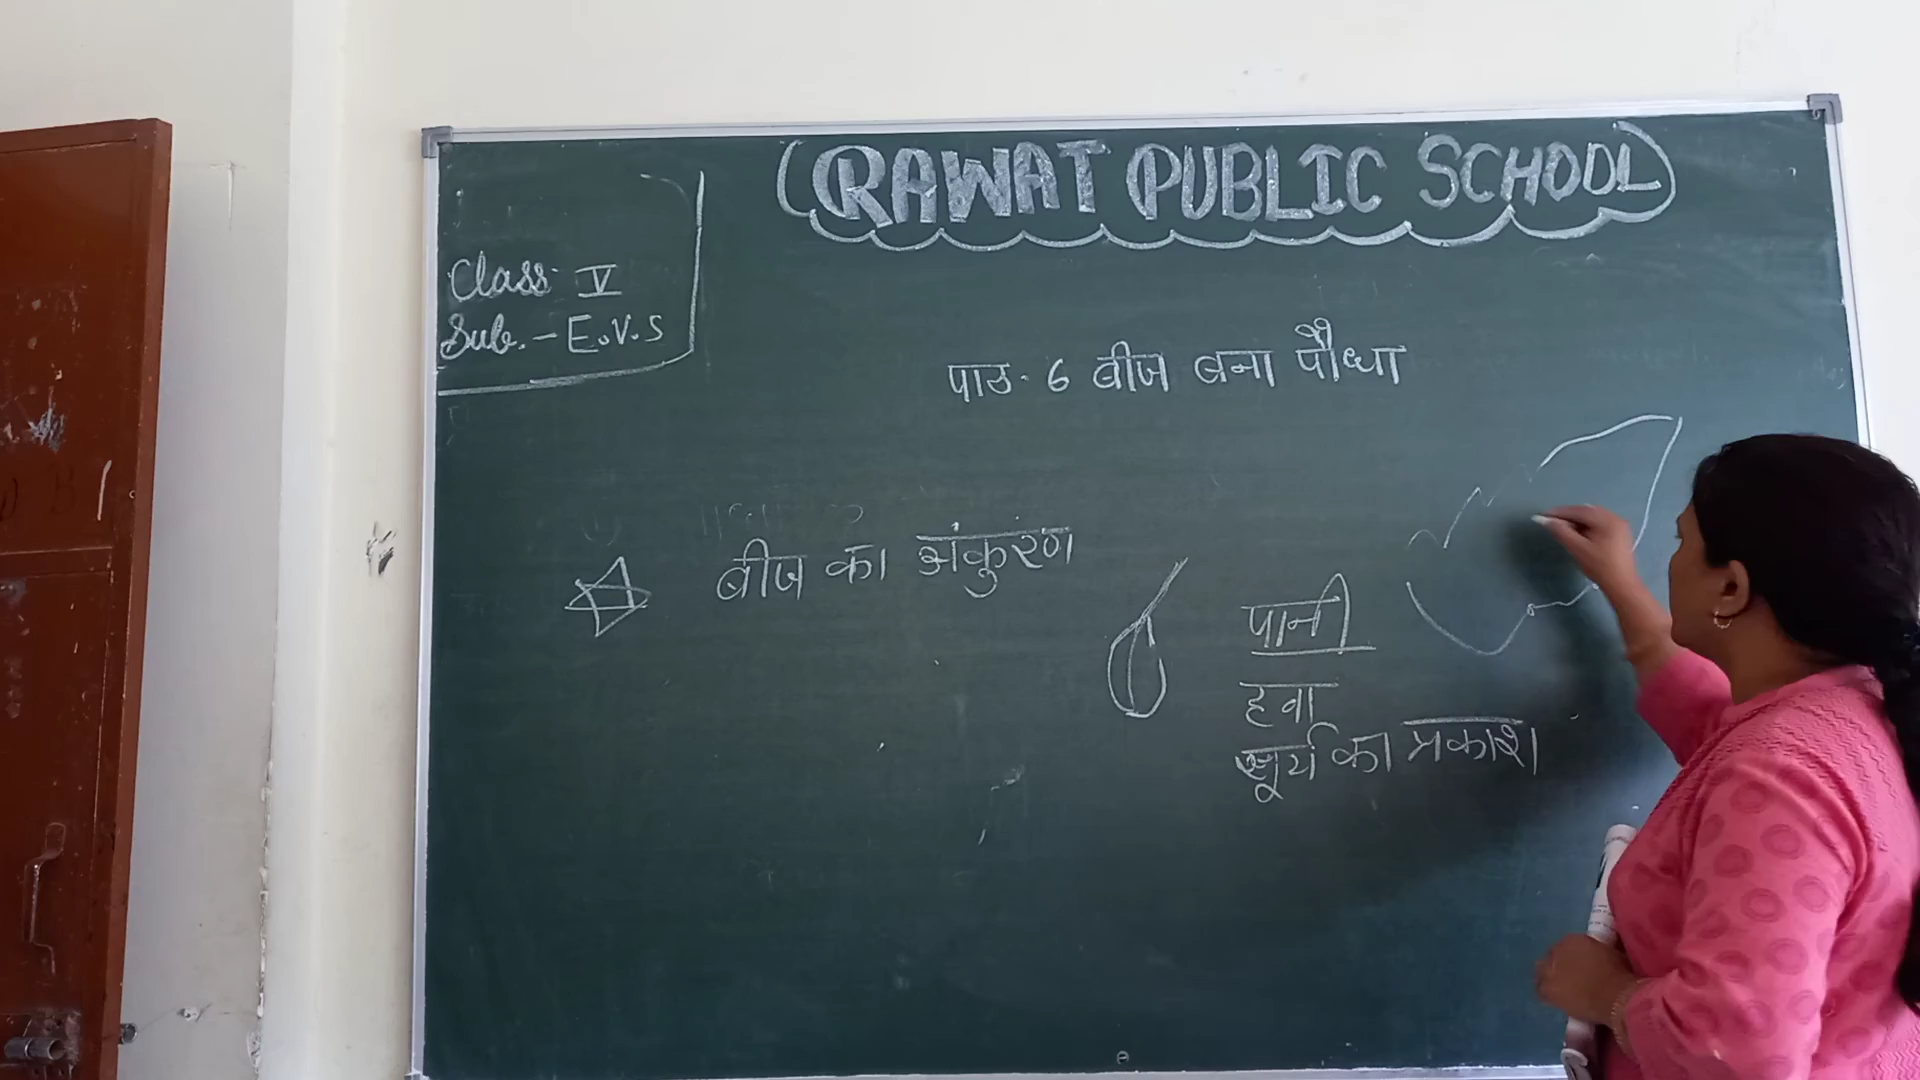 RAWAT PUBLIC SCHOOL
Class V
Sub. - E.V.S
पाठ- 6 बीज बना पौधा
बीज का अंकुरण
पानी
हवा
सूर्य का प्रकाश